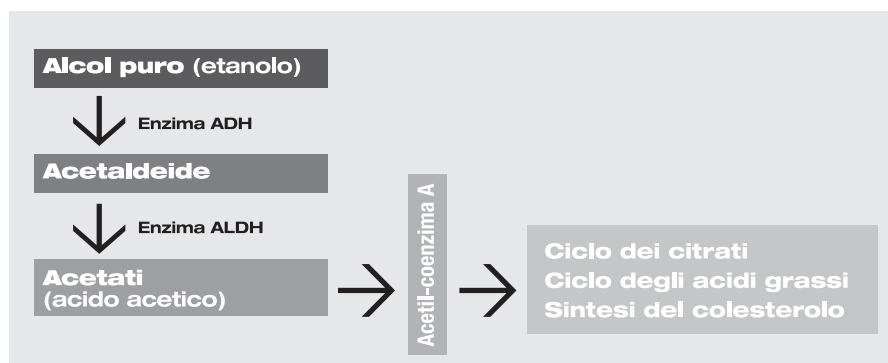 Alcol puro (etanolo)
Enzima ADH
Acetaldeide
Enzima ALDH
Acetati
(acido acetico)
Acetil-coenzima A
Ciclo dei citrati
Ciclo degli acidi grassi
Sintesi del colesterolo